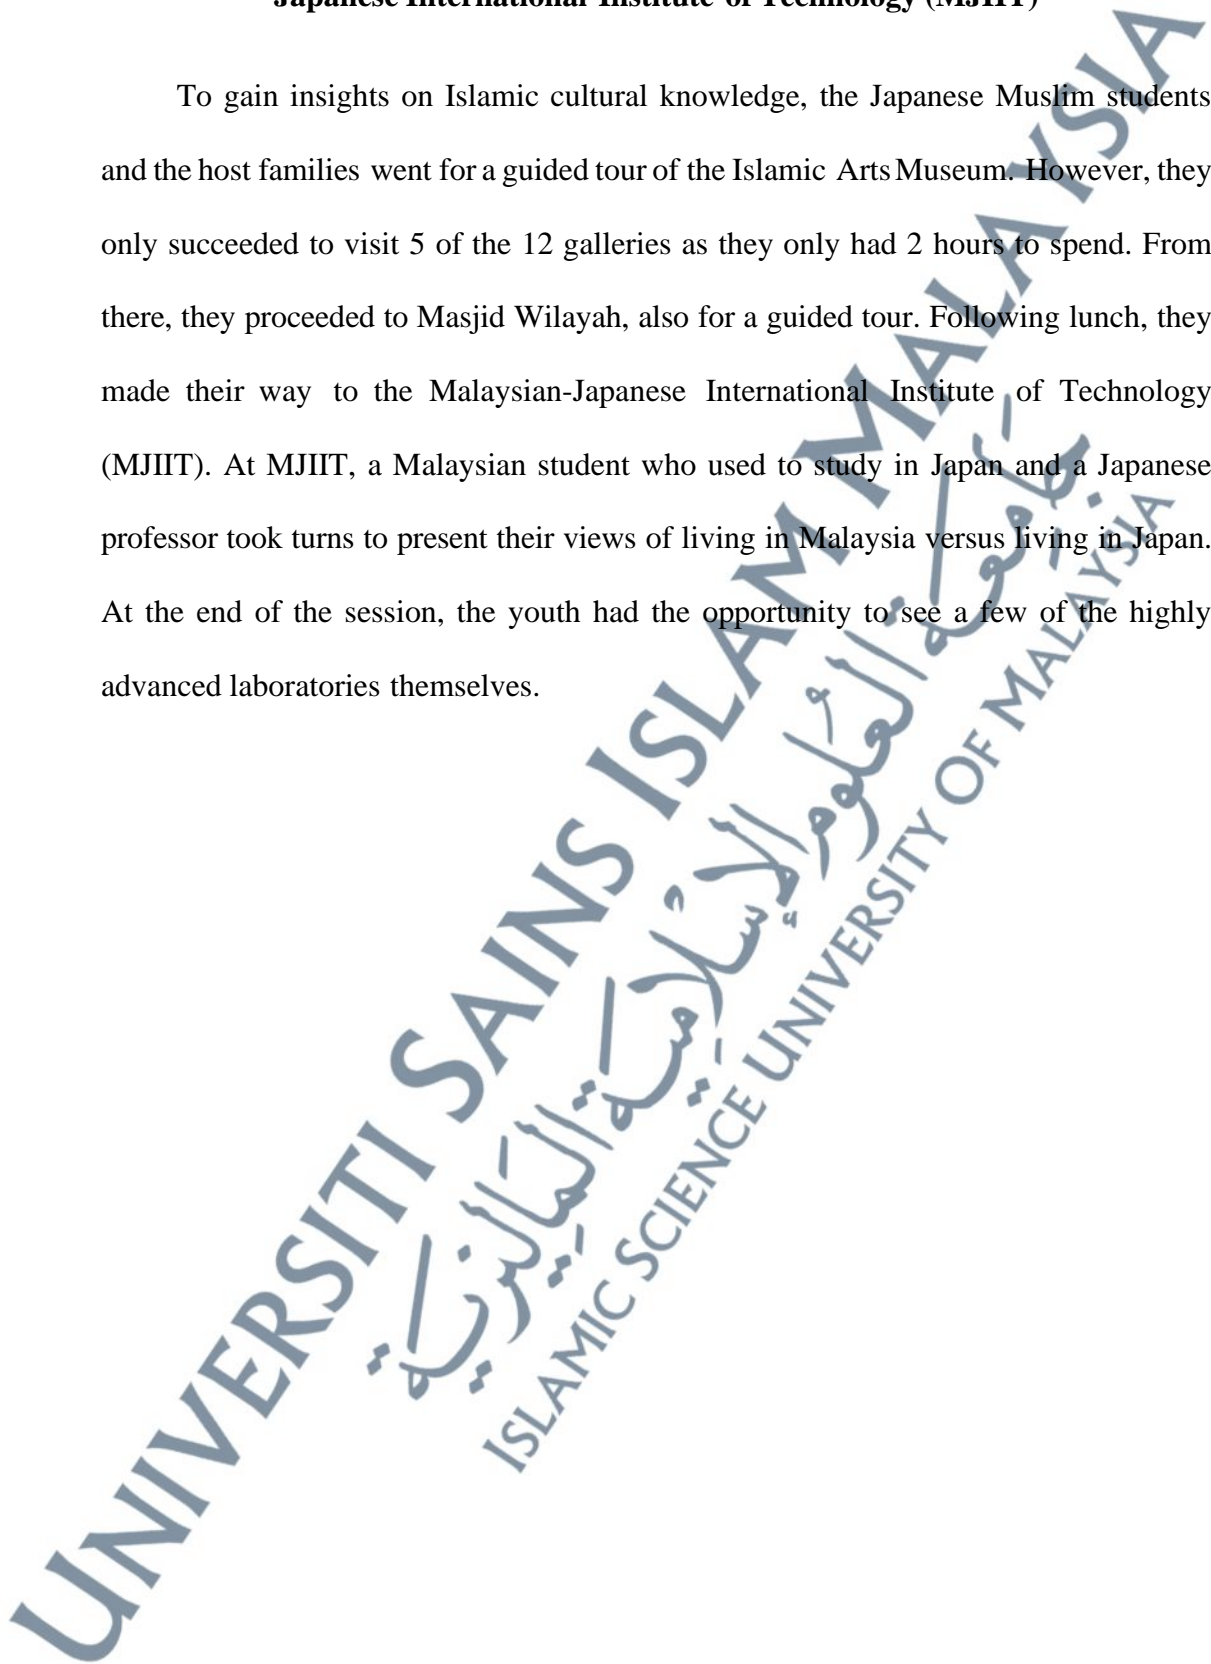 Japanese International Institute of Technology (MJIIT)
To gain insights on Islamic cultural knowledge, the Japanese Muslim students
and the host families went for a guided tour of the Islamic Arts Museum. However, they
only succeeded to visit 5 of the 12 galleries as they only had 2 hours to spend. From
there, they proceeded to Masjid Wilayah, also for a guided tour. Following lunch, they
made their way to the Malaysian-Japanese International Institute of Technology
(MJIIT). At MJIIT, a Malaysian student who used to study in Japan and a Japanese
professor took turns to present their views of living in Malaysia versus living in Japan.
At the end of the session, the youth had the opportunity to see a few of the highly
advanced laboratories themselves.
UNIVERSITI SAINS ISLAM MALAYSIA
جامعة العلوم الإسلامية الماليزية
ISLAMIC SCIENCE UNIVERSITY OF MALAYSIA